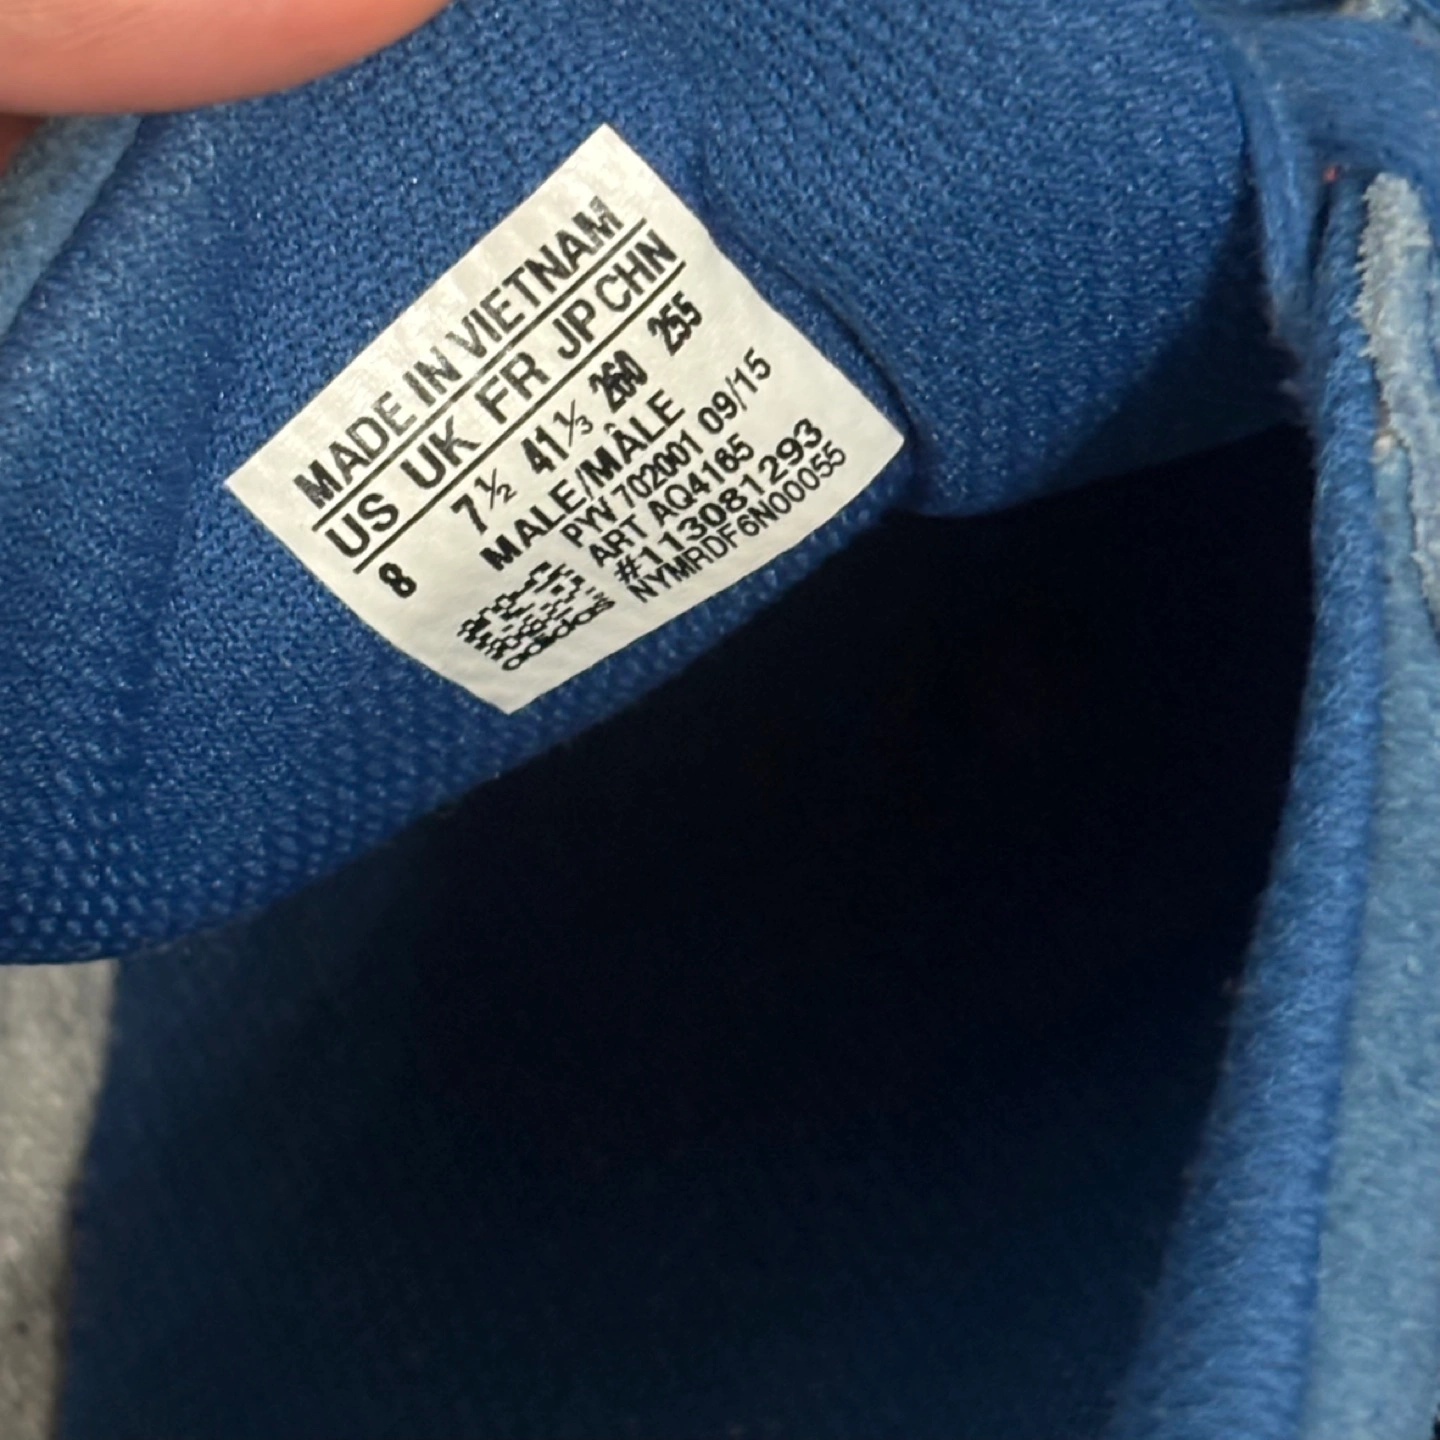 MADE IN VIETNAM
US UK FR JP CHN
8 7½ 41⅓ 260 255
MALE/MÂLE
PYV 702001 09/15
ART AQ4165
#113081293
NYMRDF6N00055
adidas